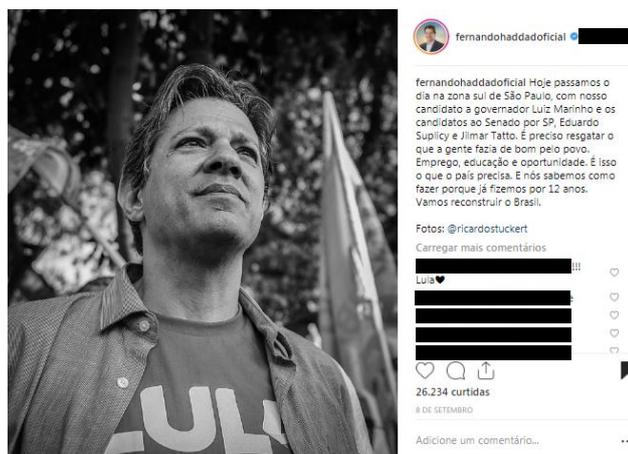 fernandohaddadoficial
fernandohaddadoficial Hoje passamos o
dia na zona sul de São Paulo, com nosso
candidato a governador Luiz Marinho e os
candidatos ao Senado por SP, Eduardo
Suplicy e Jilmar Tatto. É preciso resgatar o
que a gente fazia de bom pelo povo.
Emprego, educação e oportunidade. É isso
o que o país precisa. E nós sabemos como
fazer porque já fizemos por 12 anos.
Vamos reconstruir o Brasil.
Fotos: @ricardostuckert
Carregar mais comentários
!!!
Lula♥
26.234 curtidas
8 DE SETEMBRO
Adicione um comentário...
LUL